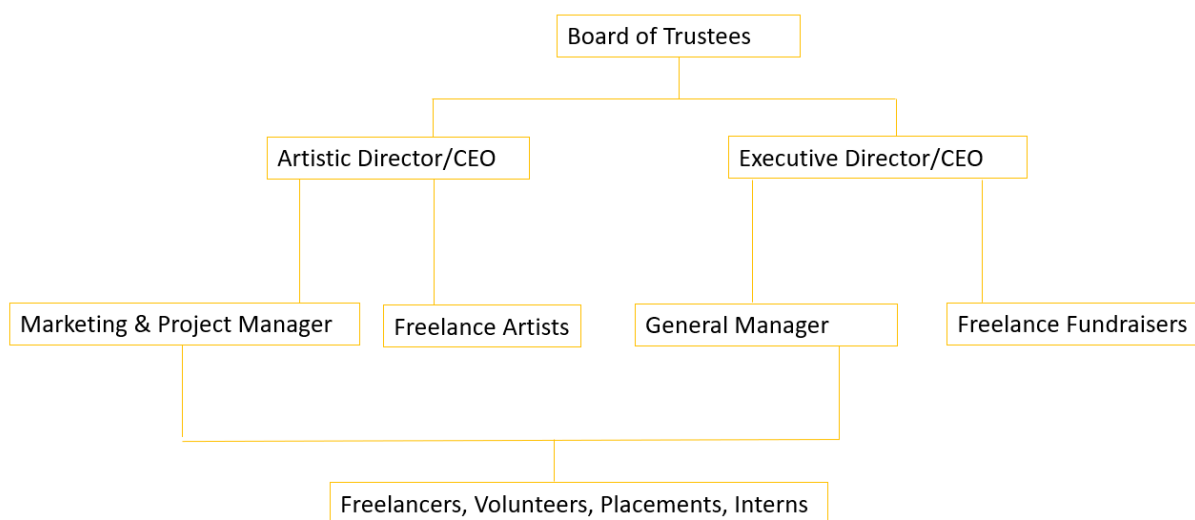 Board of Trustees
Artistic Director/CEO
Executive Director/CEO
Marketing & Project Manager
Freelance Artists
General Manager
Freelance Fundraisers
Freelancers, Volunteers, Placements, Interns